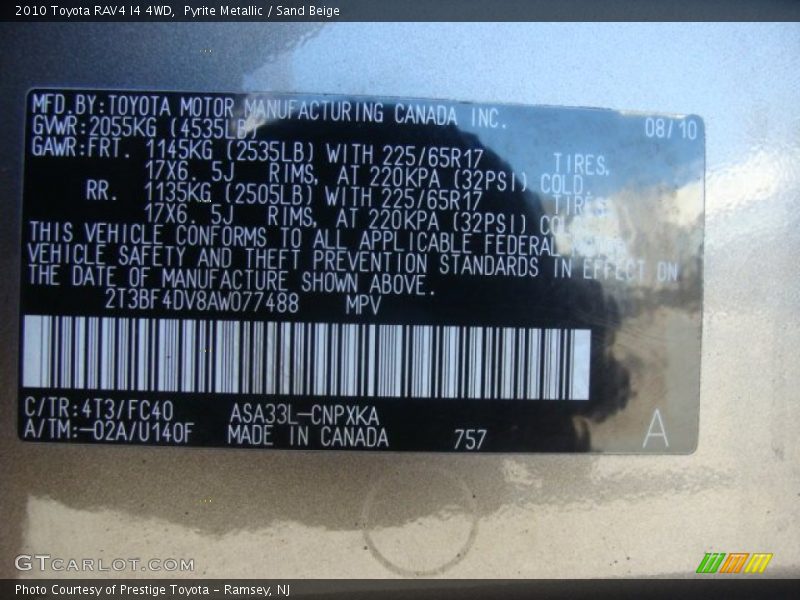 2010 Toyota RAV4 I4 4WD, Pyrite Metallic / Sand Beige
MFD.BY:TOYOTA MOTOR MANUFACTURING CANADA INC.
GVWR:2055KG (4535LB) 08/10
GAWR:FRT. 1145KG (2535LB) WITH 225/65R17 TIRES,
17X6. 5J RIMS, AT 220KPA (32PSI) COLD.
RR. 1135KG (2505LB) WITH 225/65R17 TIRES,
17X6. 5J RIMS, AT 220KPA (32PSI) COLD.
THIS VEHICLE CONFORMS TO ALL APPLICABLE FEDERAL MOTOR
VEHICLE SAFETY AND THEFT PREVENTION STANDARDS IN EFFECT ON
THE DATE OF MANUFACTURE SHOWN ABOVE.
2T3BF4DV8AW077488 MPV
C/TR:4T3/FC40 ASA33L-CNPXKA
A/TM:-02A/U140F MADE IN CANADA 757 A
GTCARLOT.COM
Photo Courtesy of Prestige Toyota - Ramsey, NJ